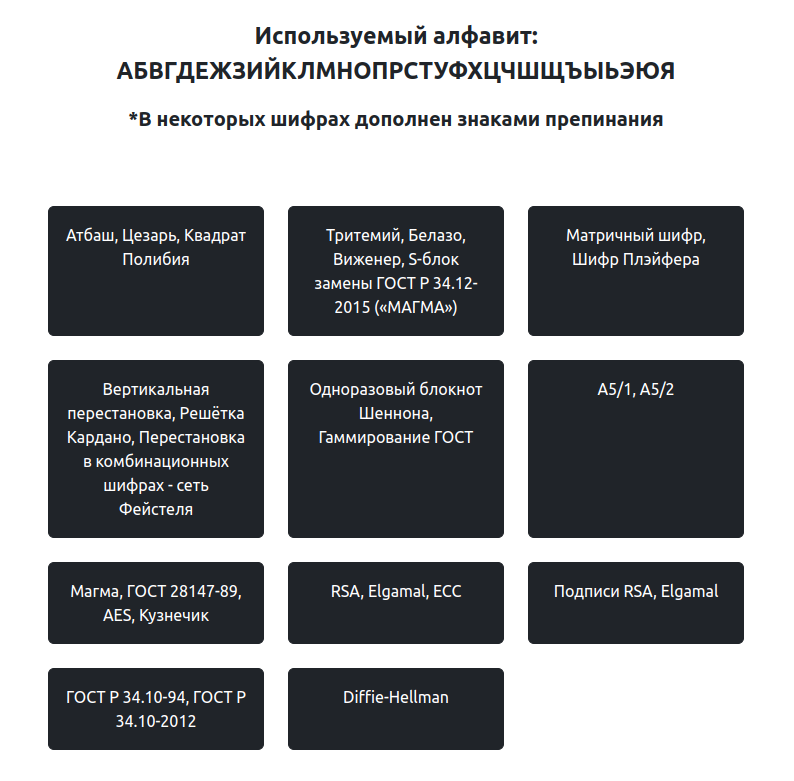 Используемый алфавит:
АБВГДЕЖЗИЙКЛМНОПРСТУФХЦЧШЩЪЫЬЭЮЯ
*В некоторых шифрах дополнен знаками препинания
Атбаш, Цезарь, Квадрат
Полибия
Тритемий, Белазо,
Виженер, S-блок
замены ГОСТ Р 34.12-
2015 («МАГМА»)
Матричный шифр,
Шифр Плэйфера
Вертикальная
перестановка, Решётка
Кардано, Перестановка
в комбинационных
шифрах - сеть
Фейстеля
Одноразовый блокнот
Шеннона,
Гаммирование ГОСТ
А5/1, А5/2
Магма, ГОСТ 28147-89,
AES, Кузнечик
RSA, Elgamal, ECC
Подписи RSA, Elgamal
ГОСТ Р 34.10-94, ГОСТ Р
34.10-2012
Diffie-Hellman